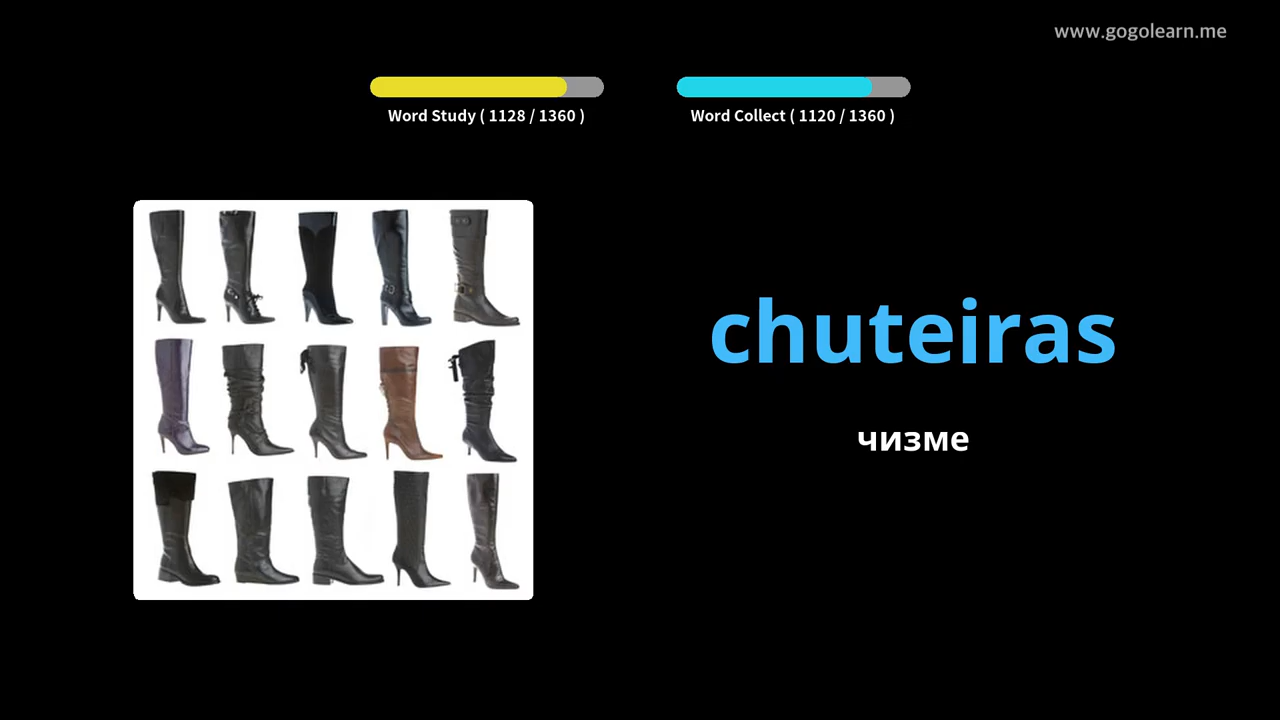 www.gogolearn.me
Word Study ( 1128 / 1360 )
Word Collect ( 1120 / 1360 )
chuteiras
чизме